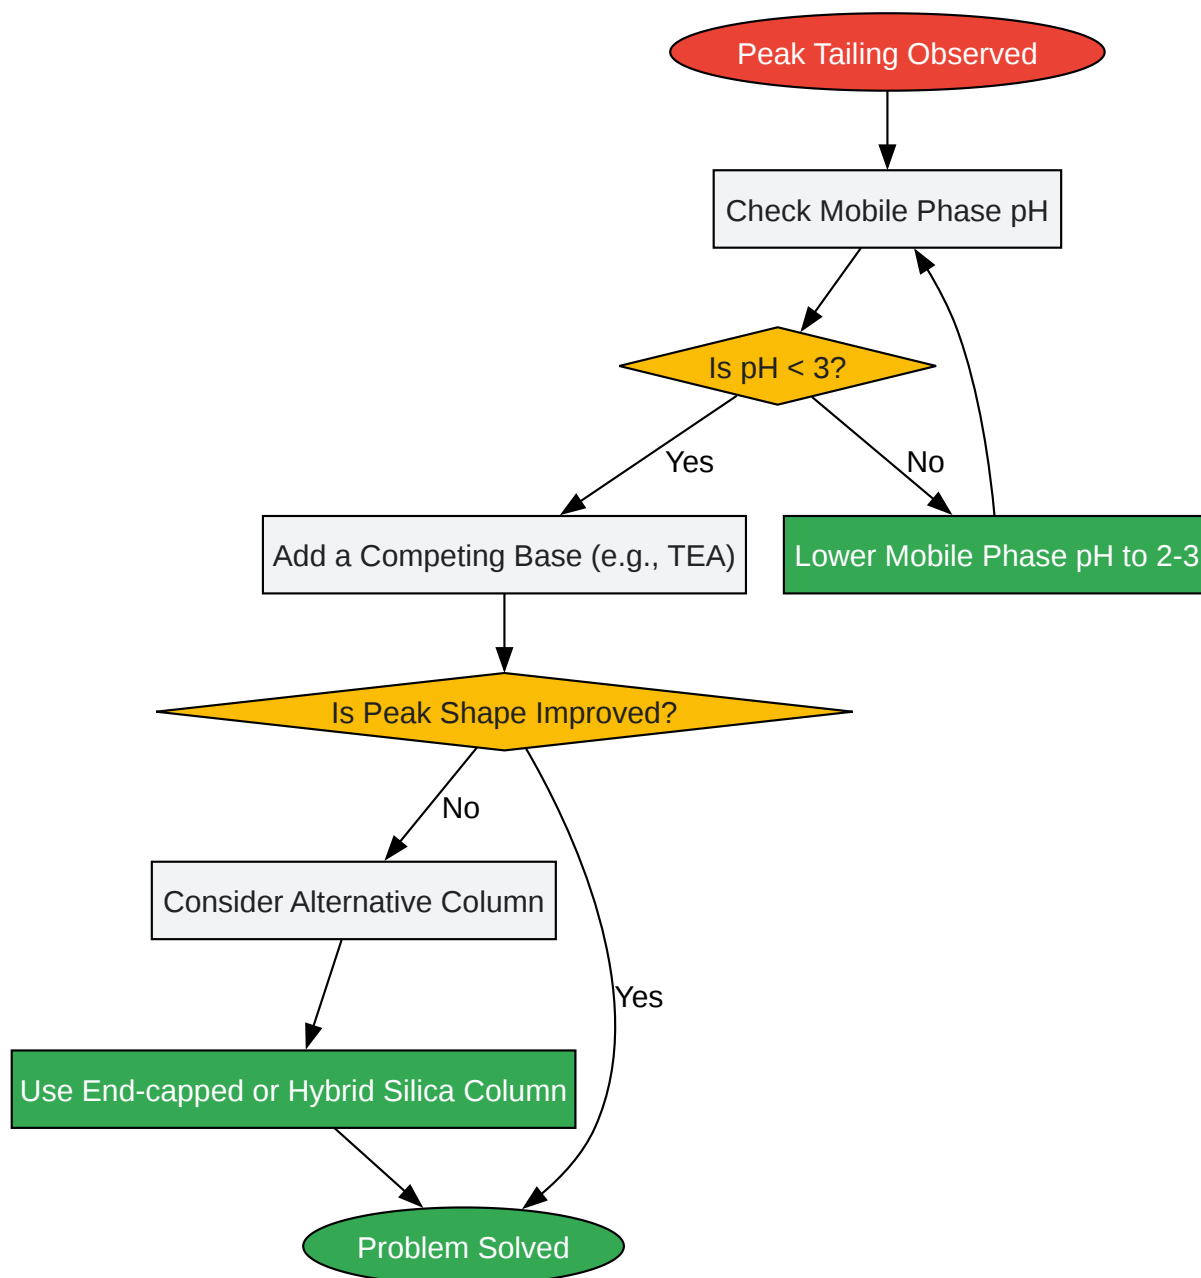 Peak Tailing Observed
Check Mobile Phase pH
Is pH < 3?
Yes
No
Add a Competing Base (e.g., TEA)
Lower Mobile Phase pH to 2-3
Is Peak Shape Improved?
No
Consider Alternative Column
Yes
Use End-capped or Hybrid Silica Column
Problem Solved